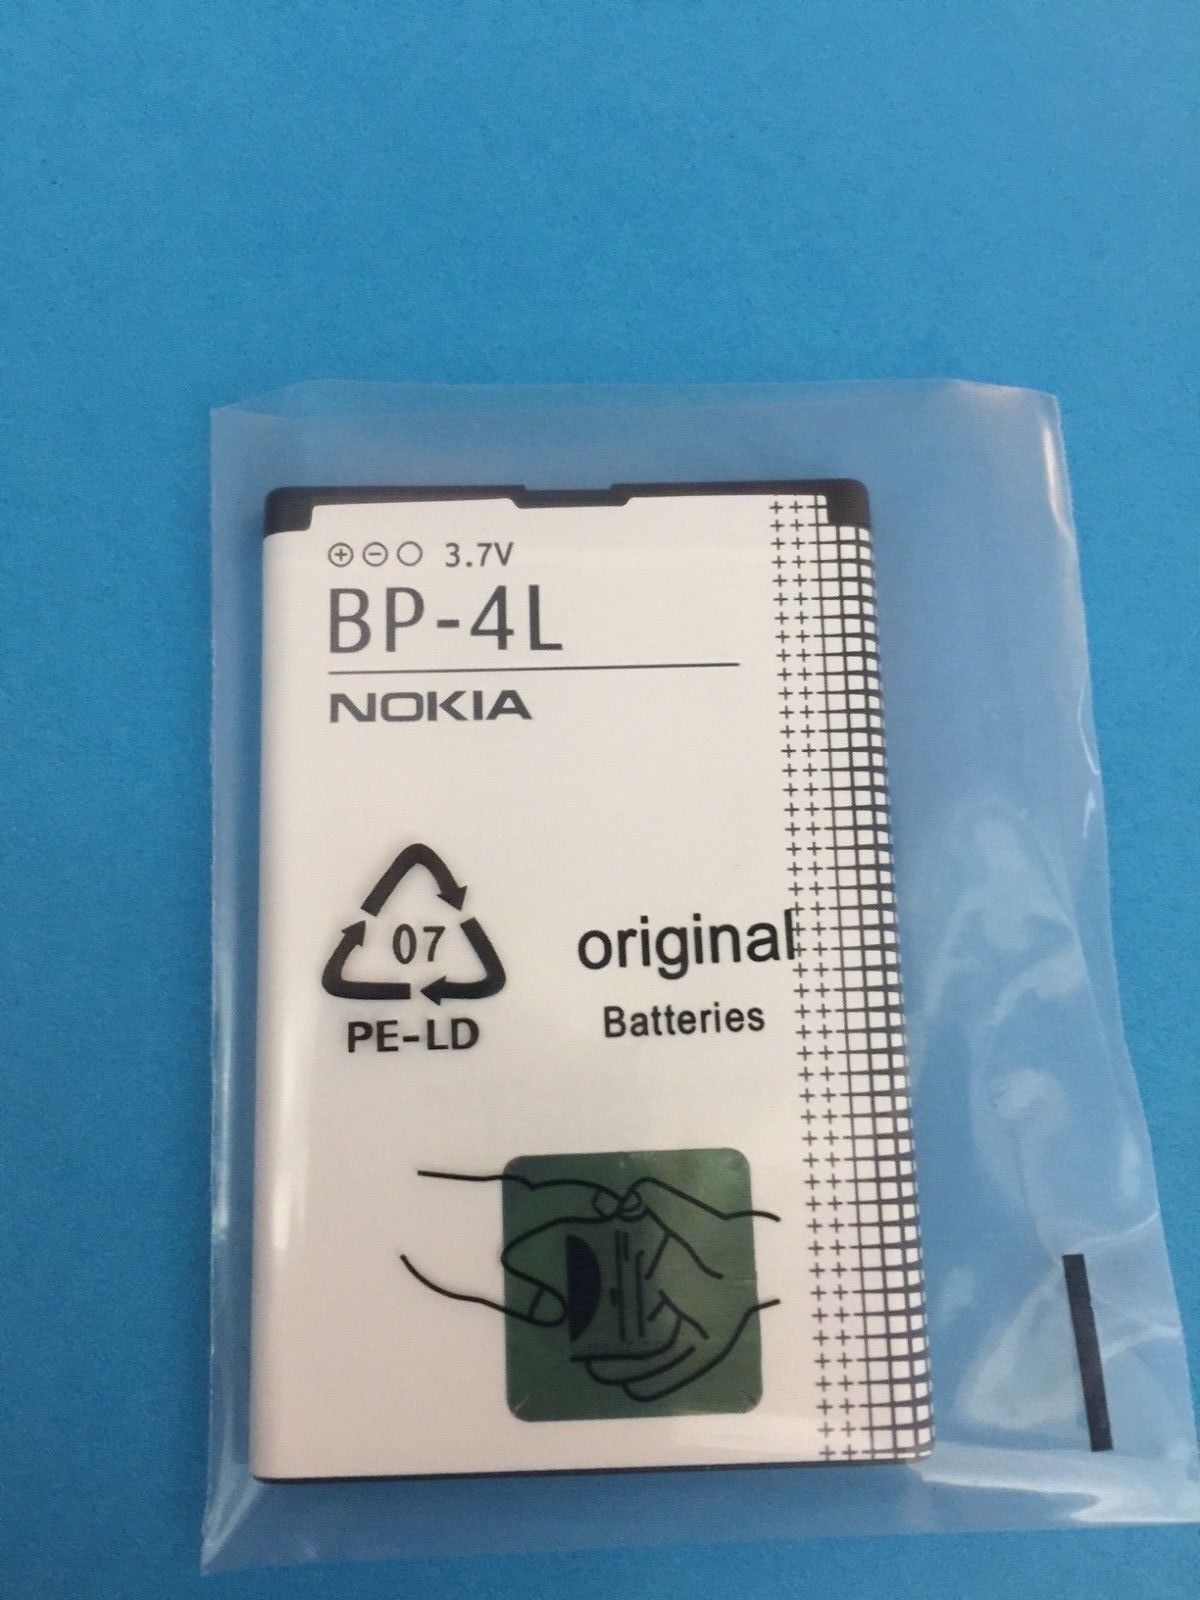 3.7V
BP-4L
NOKIA
07
PE-LD
original
Batteries